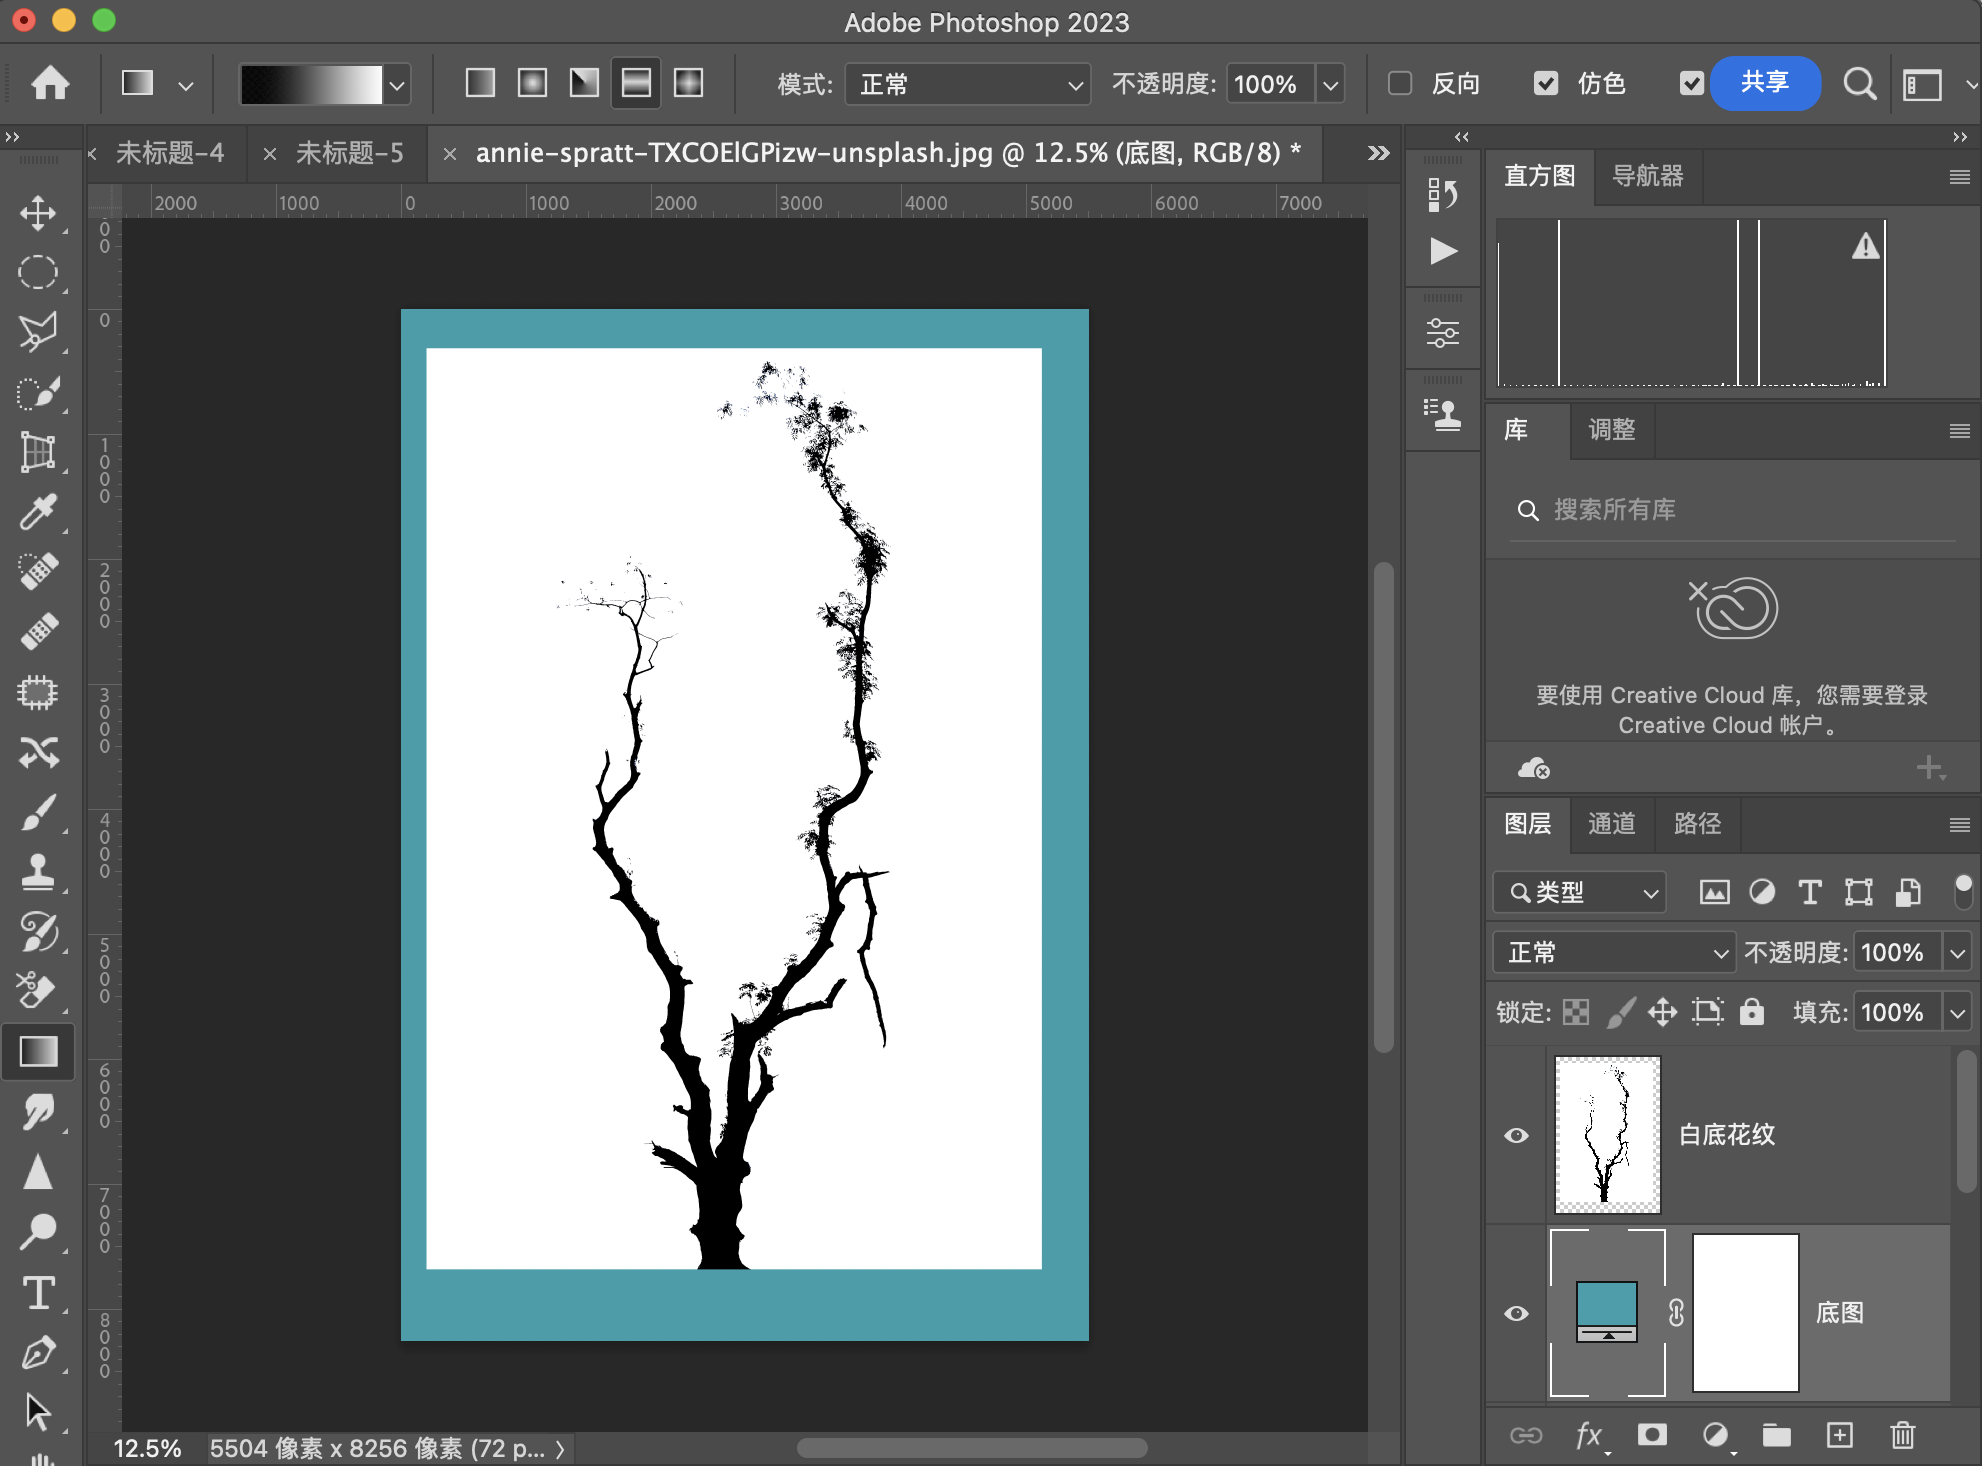 Adobe Photoshop 2023
模式: 正常 不透明度: 100% 反向 仿色 共享
未标题-4 未标题-5 annie-spratt-TXCOElGPizw-unsplash.jpg @ 12.5% (底图, RGB/8) *
2000 1000 0 1000 2000 3000 4000 5000 6000 7000
0
1000
2000
3000
4000
5000
6000
7000
8000
直方图 导航器
库 调整
搜索所有库
要使用 Creative Cloud 库，您需要登录
Creative Cloud 帐户。
图层 通道 路径
类型
正常 不透明度: 100%
锁定: 填充: 100%
白底花纹
底图
fx
12.5% 5504 像素 x 8256 像素 (72 p...